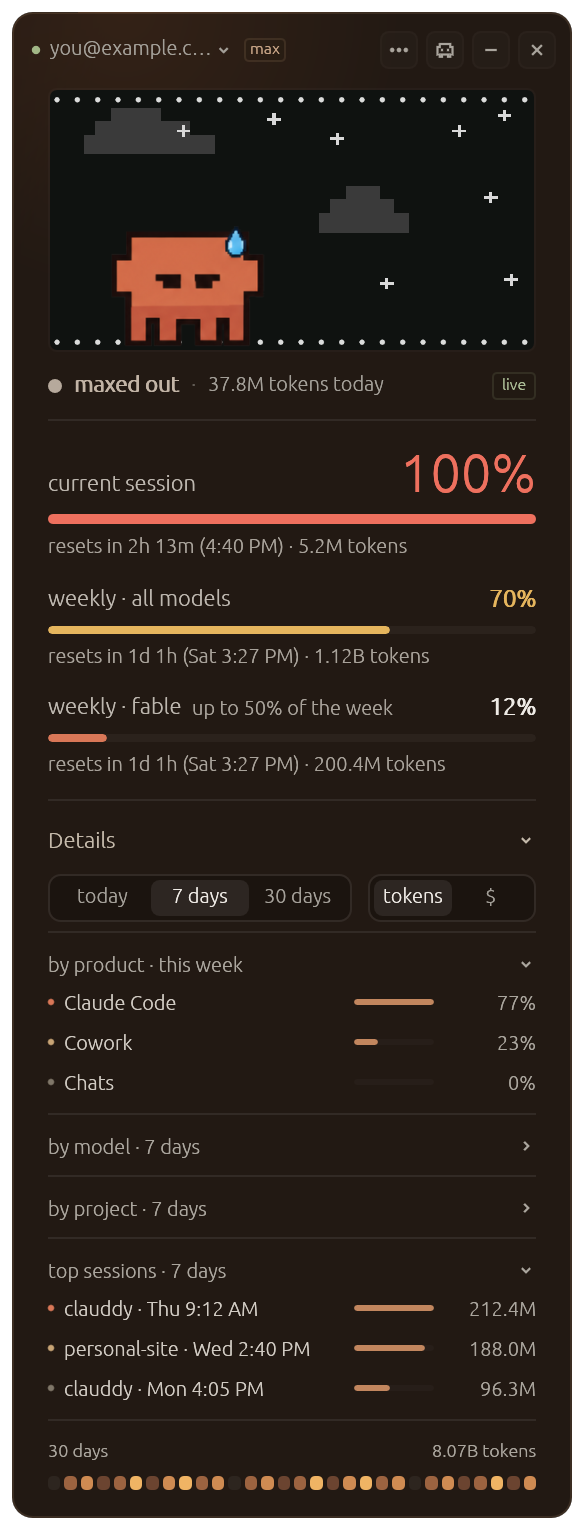 you@example.c... max
maxed out · 37.8M tokens today live
current session 100%
resets in 2h 13m (4:40 PM) · 5.2M tokens
weekly · all models 70%
resets in 1d 1h (Sat 3:27 PM) · 1.12B tokens
weekly · fable up to 50% of the week 12%
resets in 1d 1h (Sat 3:27 PM) · 200.4M tokens
Details
today 7 days 30 days tokens $
by product · this week
Claude Code 77%
Cowork 23%
Chats 0%
by model · 7 days
by project · 7 days
top sessions · 7 days
clauddy · Thu 9:12 AM 212.4M
personal-site · Wed 2:40 PM 188.0M
clauddy · Mon 4:05 PM 96.3M
30 days 8.07B tokens